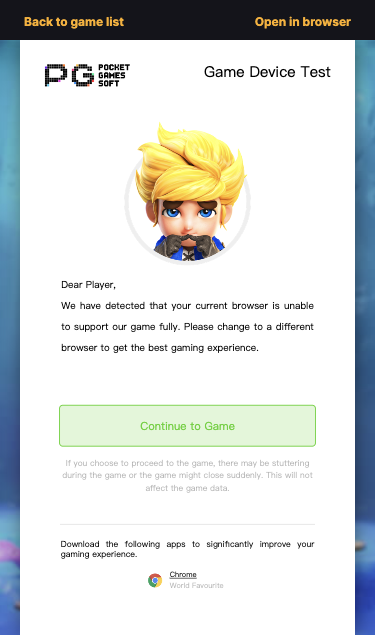 Back to game list
Open in browser
PG POCKET GAMES SOFT
Game Device Test
Dear Player,
We have detected that your current browser is unable
to support our game fully. Please change to a different
browser to get the best gaming experience.
Continue to Game
If you choose to proceed to the game, there may be stuttering
during the game or the game might close suddenly. This will not
affect the game data.
Download the following apps to significantly improve your
gaming experience.
Chrome
World Favourite